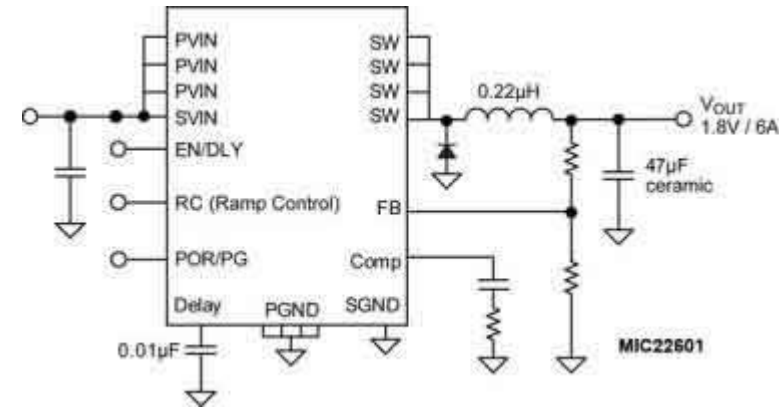 PVIN
PVIN
PVIN
SVIN
EN/DLY
RC (Ramp Control)
POR/PG
Delay
PGND
SGND
SW
SW
SW
SW
FB
Comp
0.22µH
VOUT
1.8V / 6A
47µF
ceramic
0.01µF
MIC22601